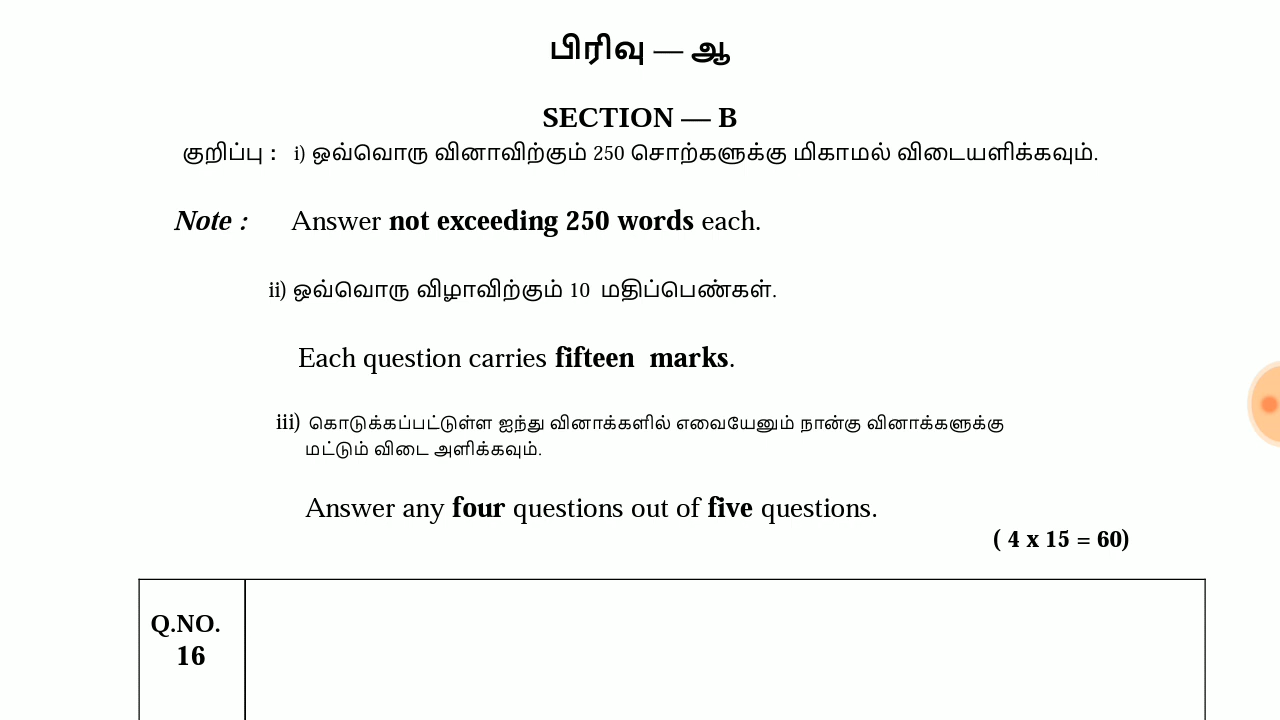 பிரிவு — ஆ
SECTION — B
குறிப்பு : i) ஒவ்வொரு வினாவிற்கும் 250 சொற்களுக்கு மிகாமல் விடையளிக்கவும்.
Note : Answer not exceeding 250 words each.
ii) ஒவ்வொரு விழாவிற்கும் 10 மதிப்பெண்கள்.
Each question carries fifteen marks.
iii) கொடுக்கப்பட்டுள்ள ஐந்து வினாக்களில் எவையேனும் நான்கு வினாக்களுக்கு
மட்டும் விடை அளிக்கவும்.
Answer any four questions out of five questions.
( 4 x 15 = 60)
Q.NO.
16